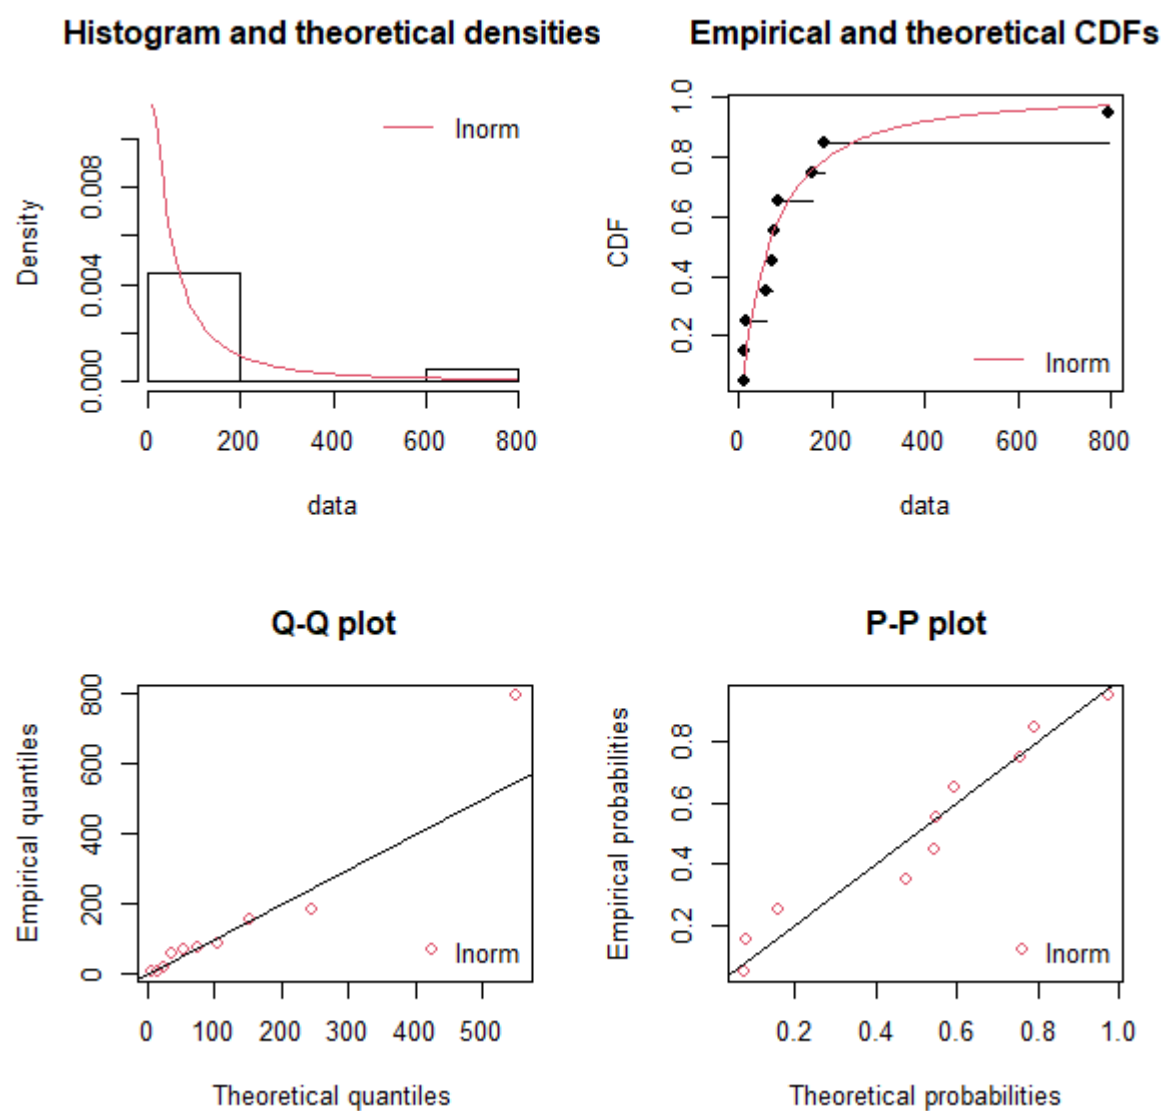 Histogram and theoretical densities
Density
0.000 0.004 0.008
lnorm
0 200 400 600 800
data
Empirical and theoretical CDFs
CDF
0.2 0.4 0.6 0.8 1.0
lnorm
0 200 400 600 800
data
Q-Q plot
Empirical quantiles
0 200 400 600 800
lnorm
0 100 200 300 400 500
Theoretical quantiles
P-P plot
Empirical probabilities
0.2 0.4 0.6 0.8
lnorm
0.2 0.4 0.6 0.8 1.0
Theoretical probabilities